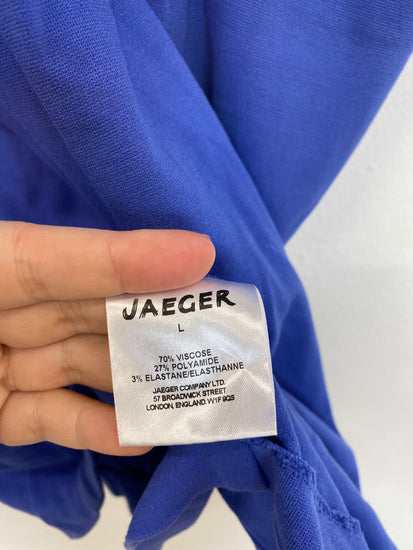 JAEGER
L
70% VISCOSE
27% POLYAMIDE
3% ELASTANE/ELASTHANNE
JAEGER COMPANY LTD.
57 BROADWICK STREET
LONDON, ENGLAND. W1F 9QS